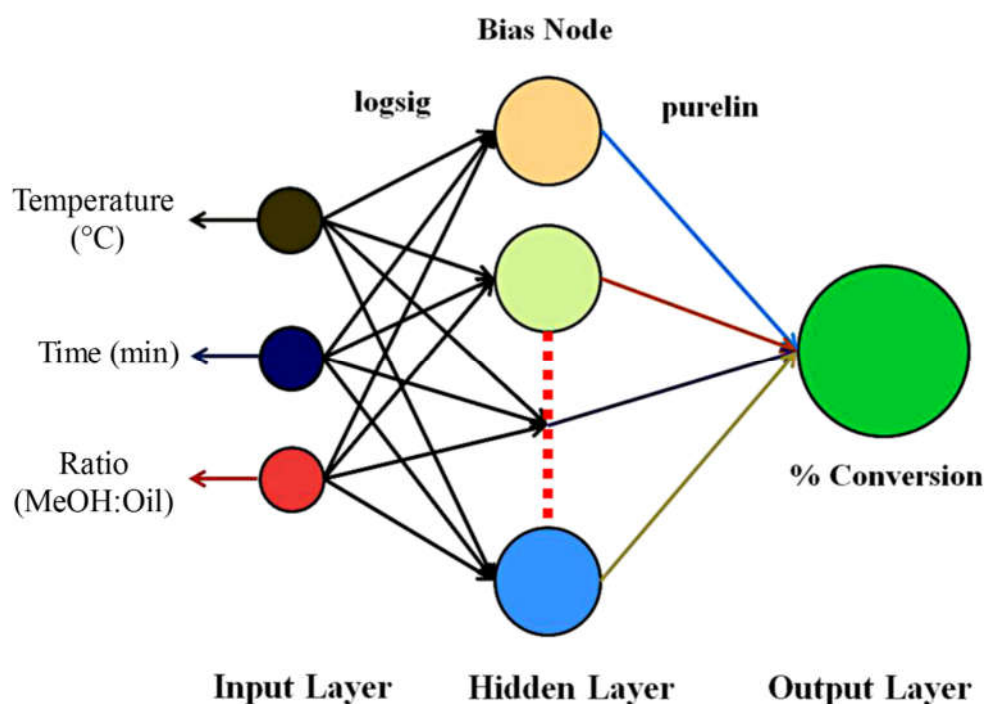 Bias Node
logsig
purelin
Temperature
(°C)
Time (min)
Ratio
(MeOH:Oil)
% Conversion
Input Layer
Hidden Layer
Output Layer